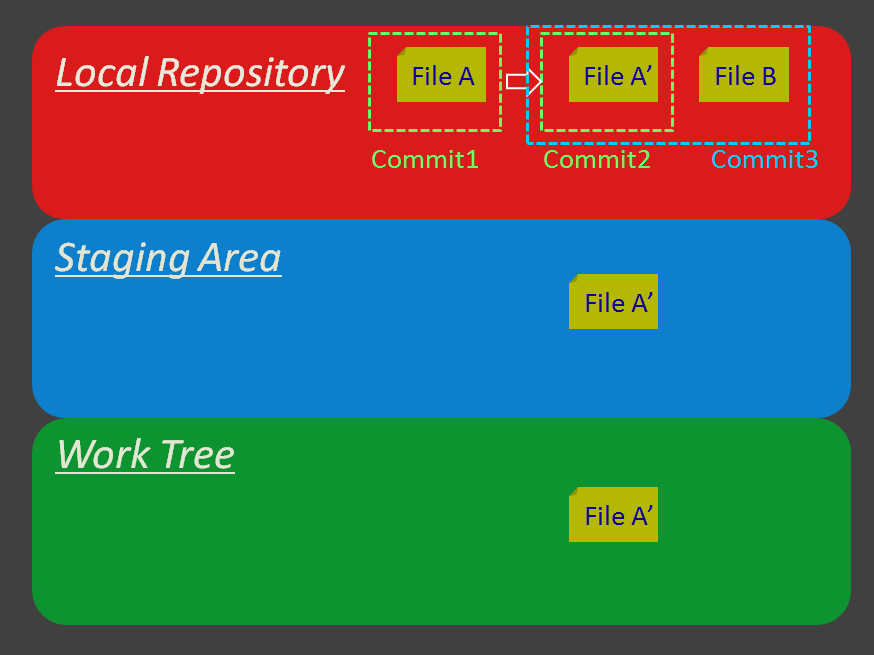 Local Repository
File A
File A’
File B
Commit1
Commit2
Commit3
Staging Area
File A’
Work Tree
File A’